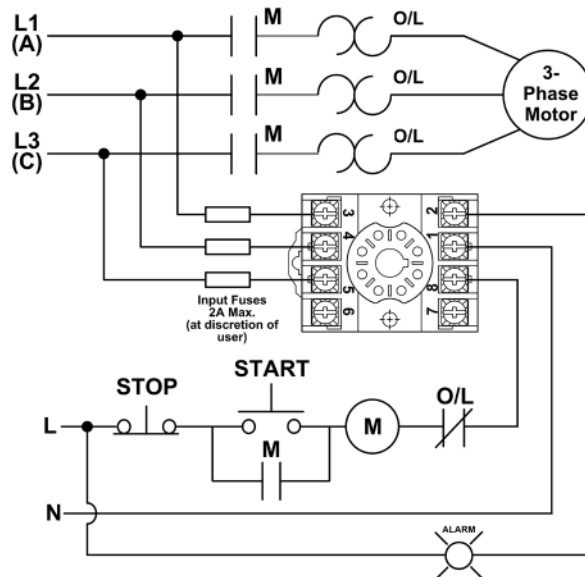 L1
(A)
M
O/L
L2
(B)
M
O/L
L3
(C)
M
O/L
3-
Phase
Motor
3
4
5
6
2
1
8
7
Input Fuses
2A Max.
(at discretion of
user)
STOP
START
O/L
L
M
M
N
ALARM